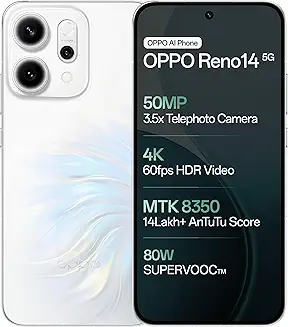 OPPO AI Phone
OPPO Reno14 5G
50MP
3.5x Telephoto Camera
4K
60fps HDR Video
MTK 8350
14Lakh+ AnTuTu Score
80W
SUPERVOOC™
oppo